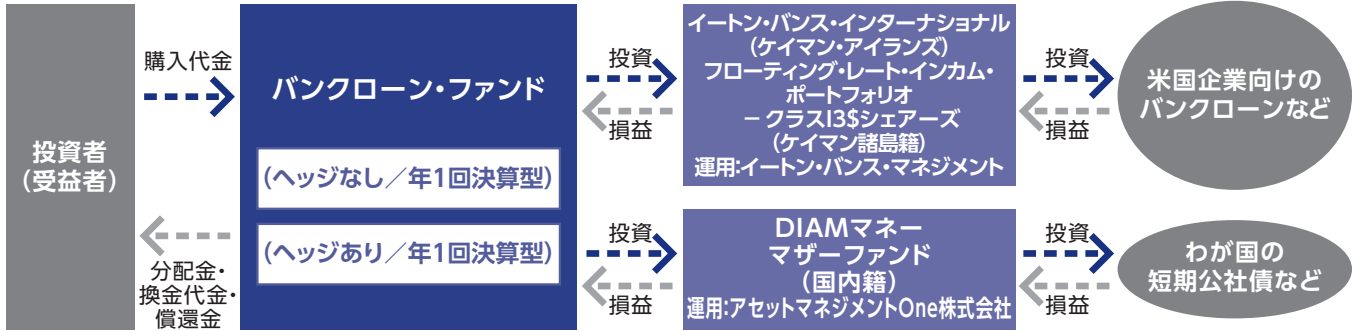 投資者
(受益者)
購入代金
分配金・
換金代金・
償還金
バンクローン・ファンド
(ヘッジなし/年1回決算型)
(ヘッジあり/年1回決算型)
投資
損益
イートン・バンス・インターナショナル
(ケイマン・アイランズ)
フローティング・レート・インカム・
ポートフォリオ
－クラスI3$シェアーズ
(ケイマン諸島籍)
運用:イートン・バンス・マネジメント
投資
損益
米国企業向けの
バンクローンなど
投資
損益
DIAMマネー
マザーファンド
(国内籍)
運用:アセットマネジメントOne株式会社
投資
損益
わが国の
短期公社債など